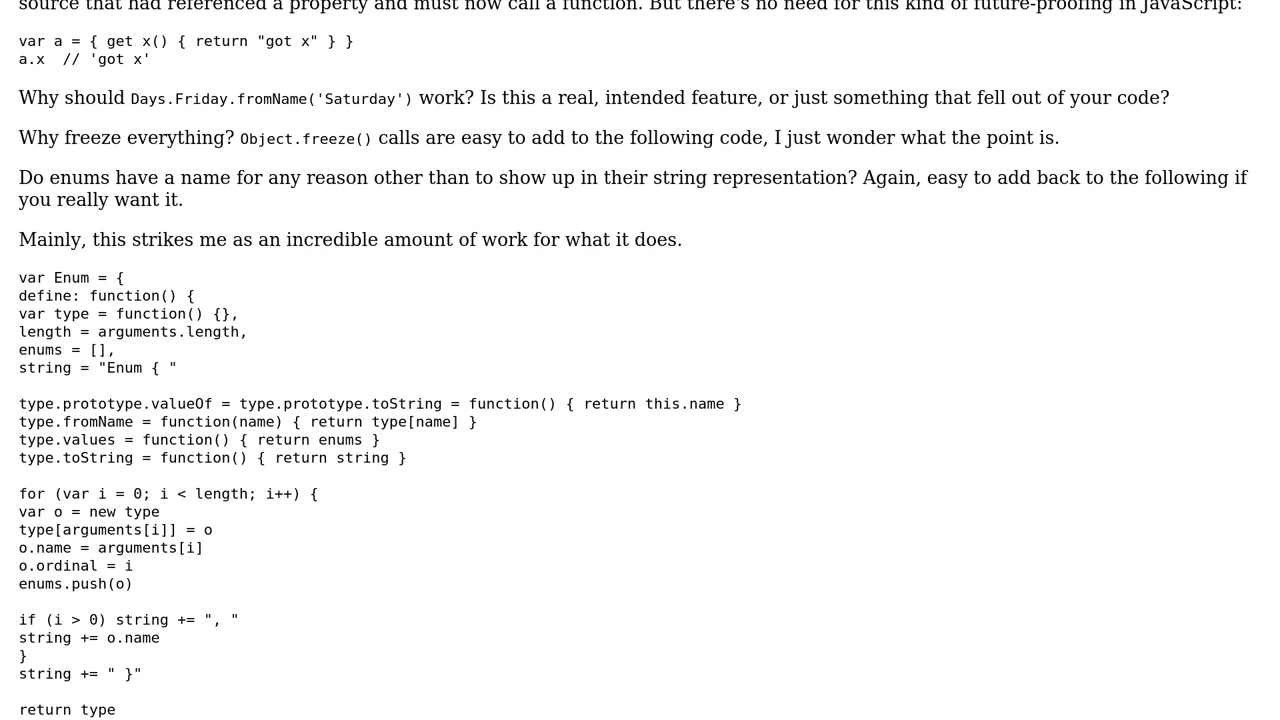 source that had referenced a property and must now call a function. But there's no need for this kind of future-proofing in JavaScript:
var a = { get x() { return "got x" } }
a.x  // 'got x'
Why should Days.Friday.fromName('Saturday') work? Is this a real, intended feature, or just something that fell out of your code?
Why freeze everything? Object.freeze() calls are easy to add to the following code, I just wonder what the point is.
Do enums have a name for any reason other than to show up in their string representation? Again, easy to add back to the following if
you really want it.
Mainly, this strikes me as an incredible amount of work for what it does.
var Enum = {
define: function() {
var type = function() {},
length = arguments.length,
enums = [],
string = "Enum { "
type.prototype.valueOf = type.prototype.toString = function() { return this.name }
type.fromName = function(name) { return type[name] }
type.values = function() { return enums }
type.toString = function() { return string }
for (var i = 0; i < length; i++) {
var o = new type
type[arguments[i]] = o
o.name = arguments[i]
o.ordinal = i
enums.push(o)
if (i > 0) string += ", "
string += o.name
}
string += " }"
return type